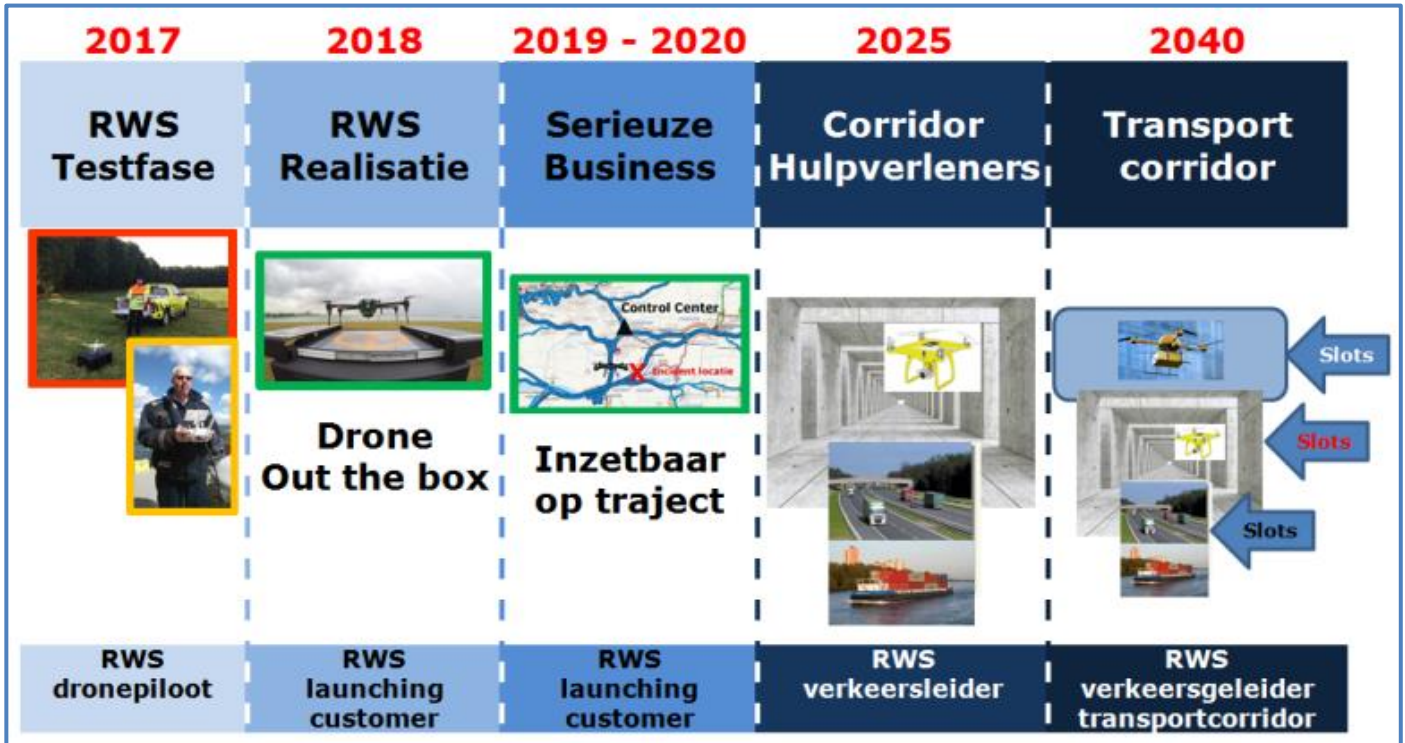 2017
2018
2019 - 2020
2025
2040
RWS
Testfase
RWS
Realisatie
Serieuze
Business
Corridor
Hulpverleners
Transport
corridor
Control Center
Incident locatie
Drone
Out the box
Inzetbaar
op traject
Slots
Slots
Slots
RWS
dronepiloot
RWS
launching
customer
RWS
launching
customer
RWS
verkeersleider
RWS
verkeersgeleider
transportcorridor